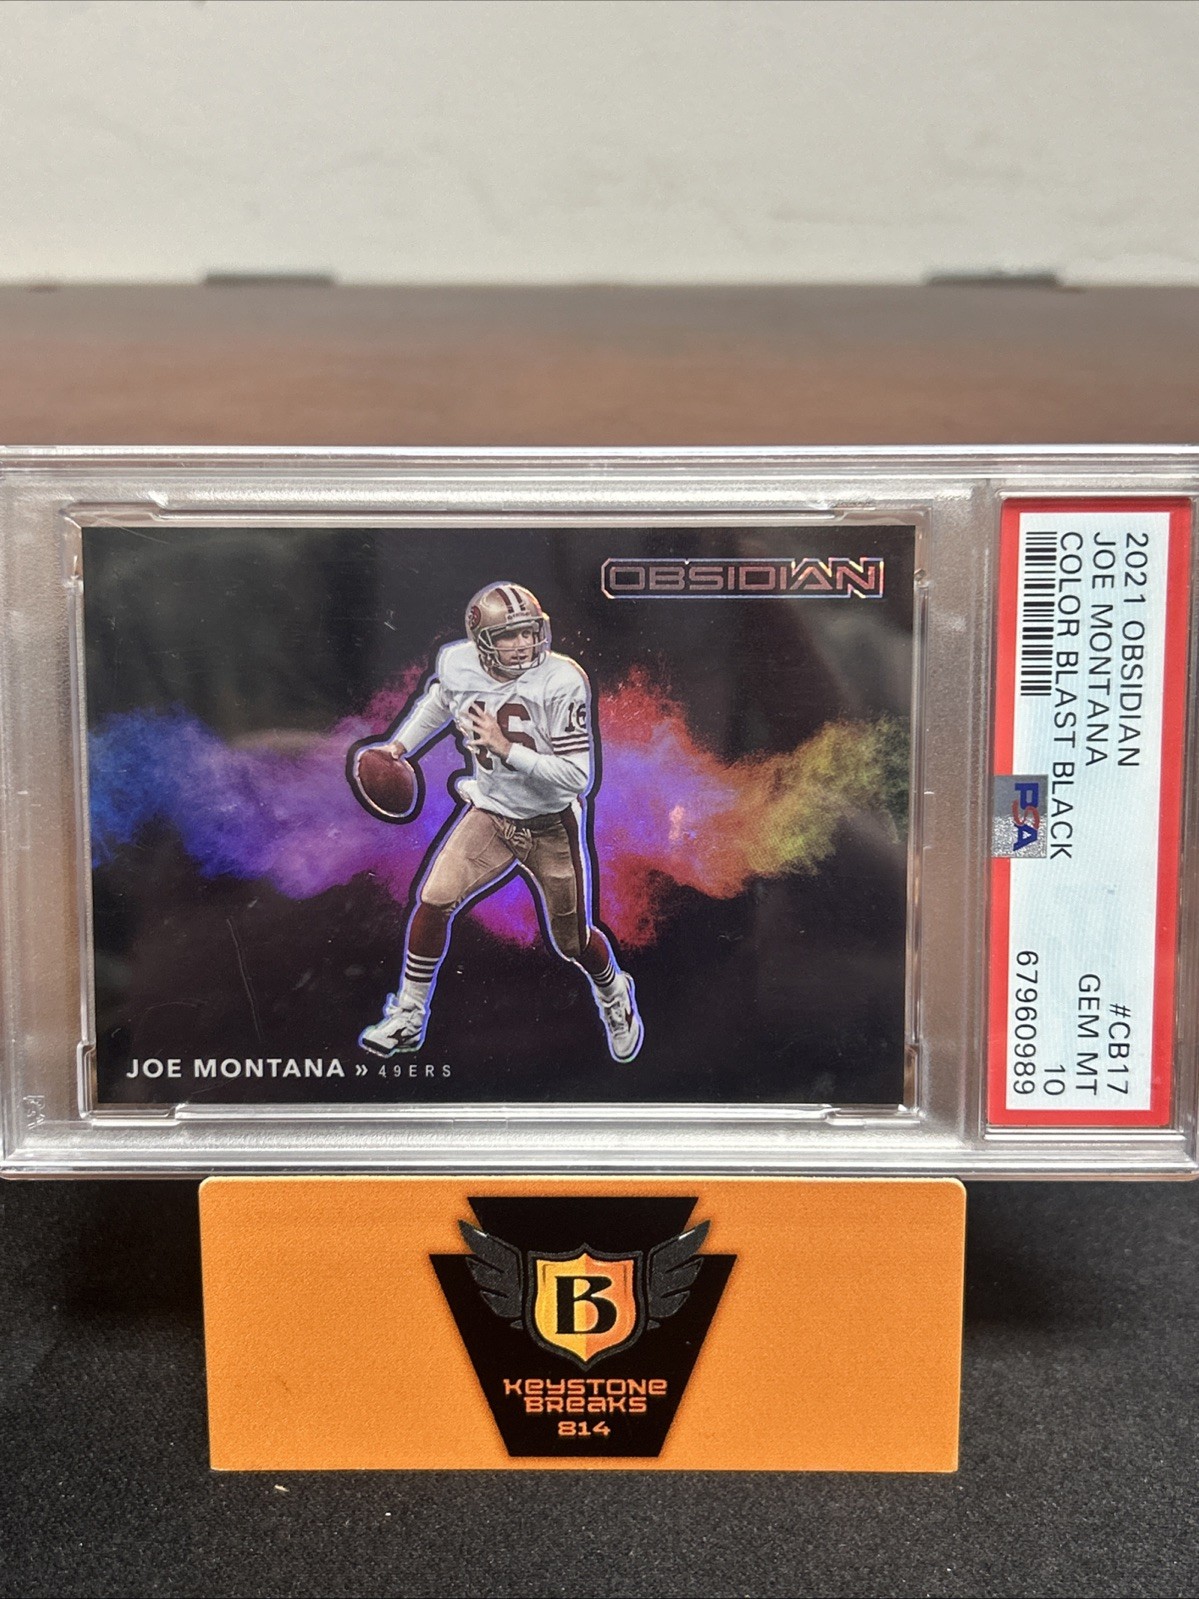 OBSIDIAN
16
16
JOE MONTANA » 49ERS
2021 OBSIDIAN #CB17
JOE MONTANA GEM MT
COLOR BLAST BLACK 10
PSA 67960989
B
KEYSTONE
BREAKS
814